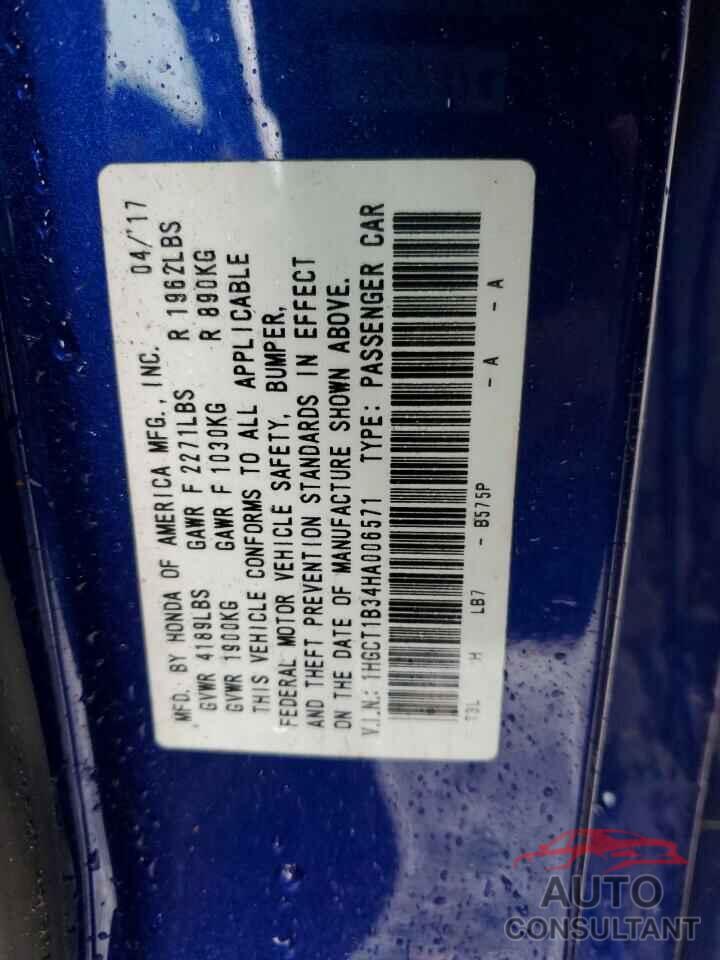 MFD. BY HONDA OF AMERICA MFG., INC. 04/'17
GVWR 4189LBS GAWR F 2271LBS R 1962LBS
GVWR 1900KG GAWR F 1030KG R 890KG
THIS VEHICLE CONFORMS TO ALL APPLICABLE
FEDERAL MOTOR VEHICLE SAFETY, BUMPER,
AND THEFT PREVENTION STANDARDS IN EFFECT
ON THE DATE OF MANUFACTURE SHOWN ABOVE.
V.I.N.: 1HGCT1B34HA006571 TYPE: PASSENGER CAR
T3L H LB7 - B575P - A - A
AUTO
CONSULTANT